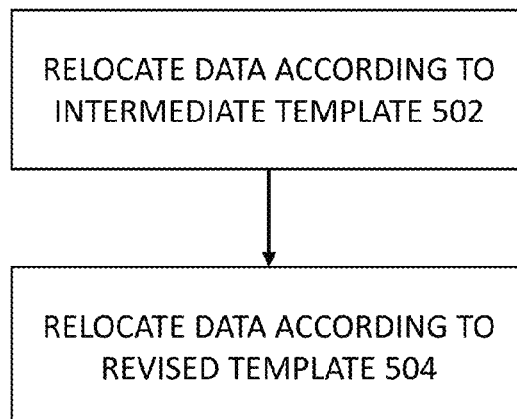 RELOCATE DATA ACCORDING TO
INTERMEDIATE TEMPLATE 502
RELOCATE DATA ACCORDING TO
REVISED TEMPLATE 504